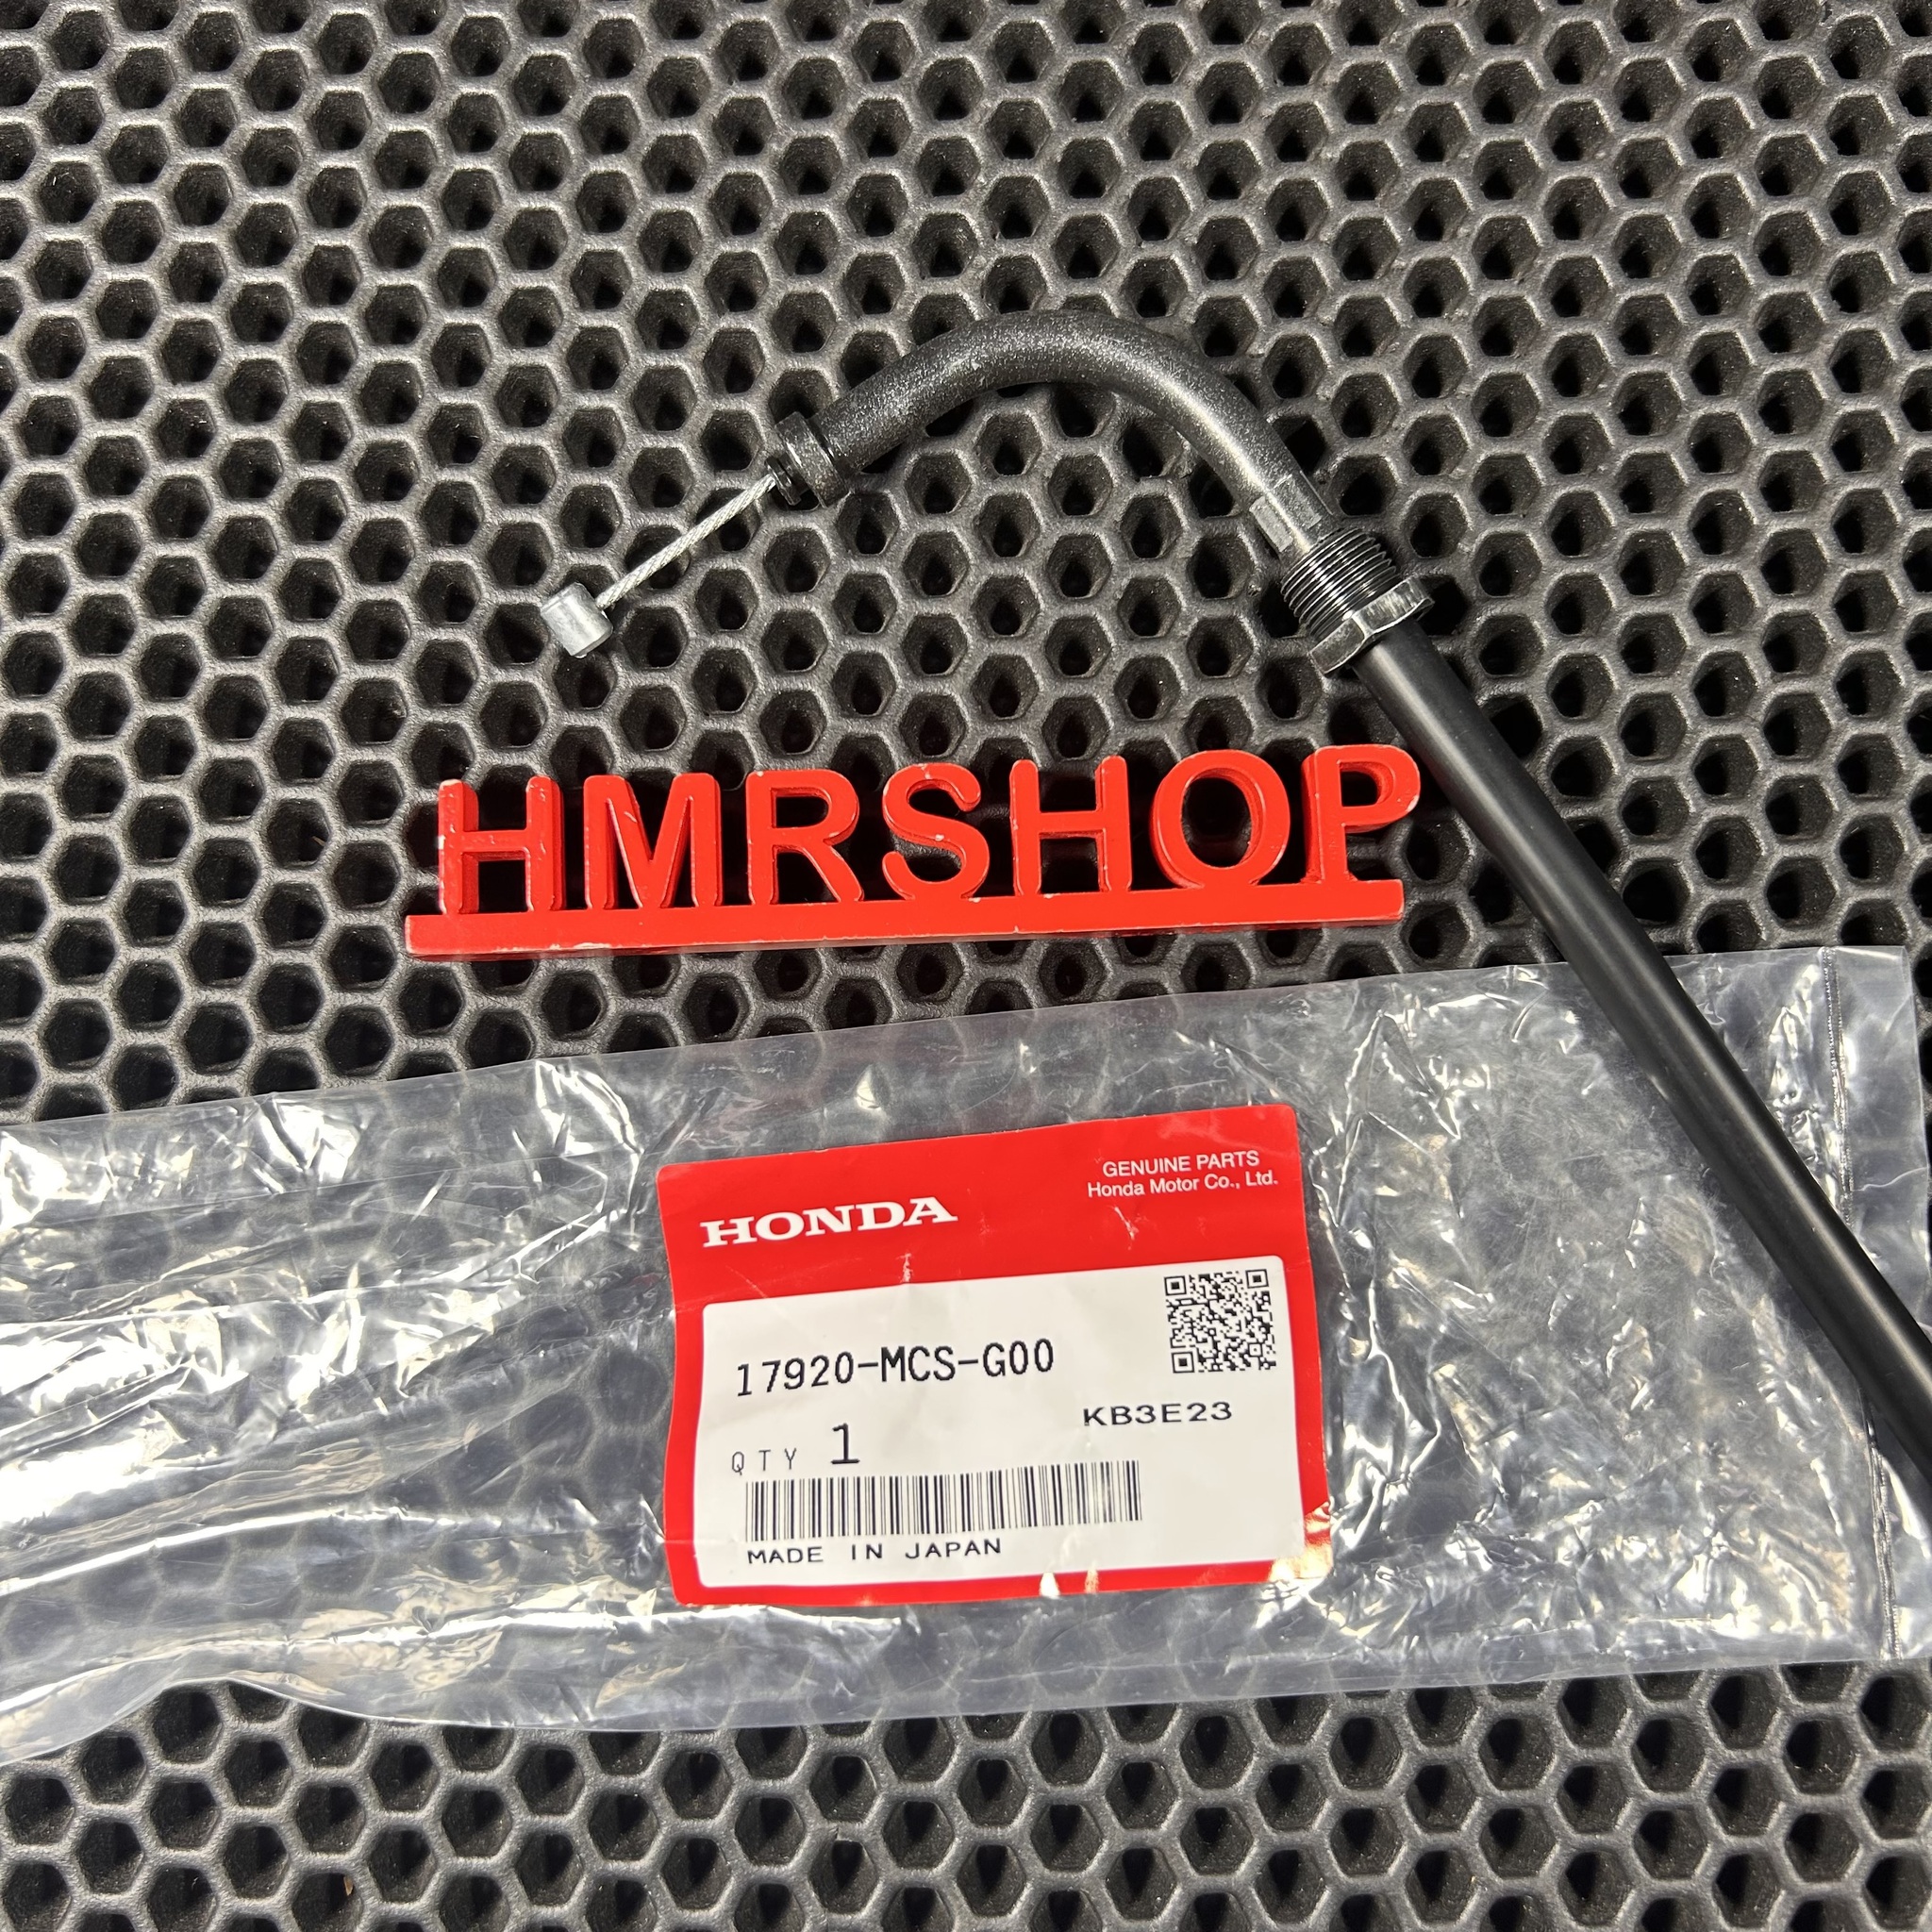 HMRSHOP
GENUINE PARTS
Honda Motor Co., Ltd.
HONDA
17920-MCS-G00
KB3E23
QTY 1
MADE IN JAPAN